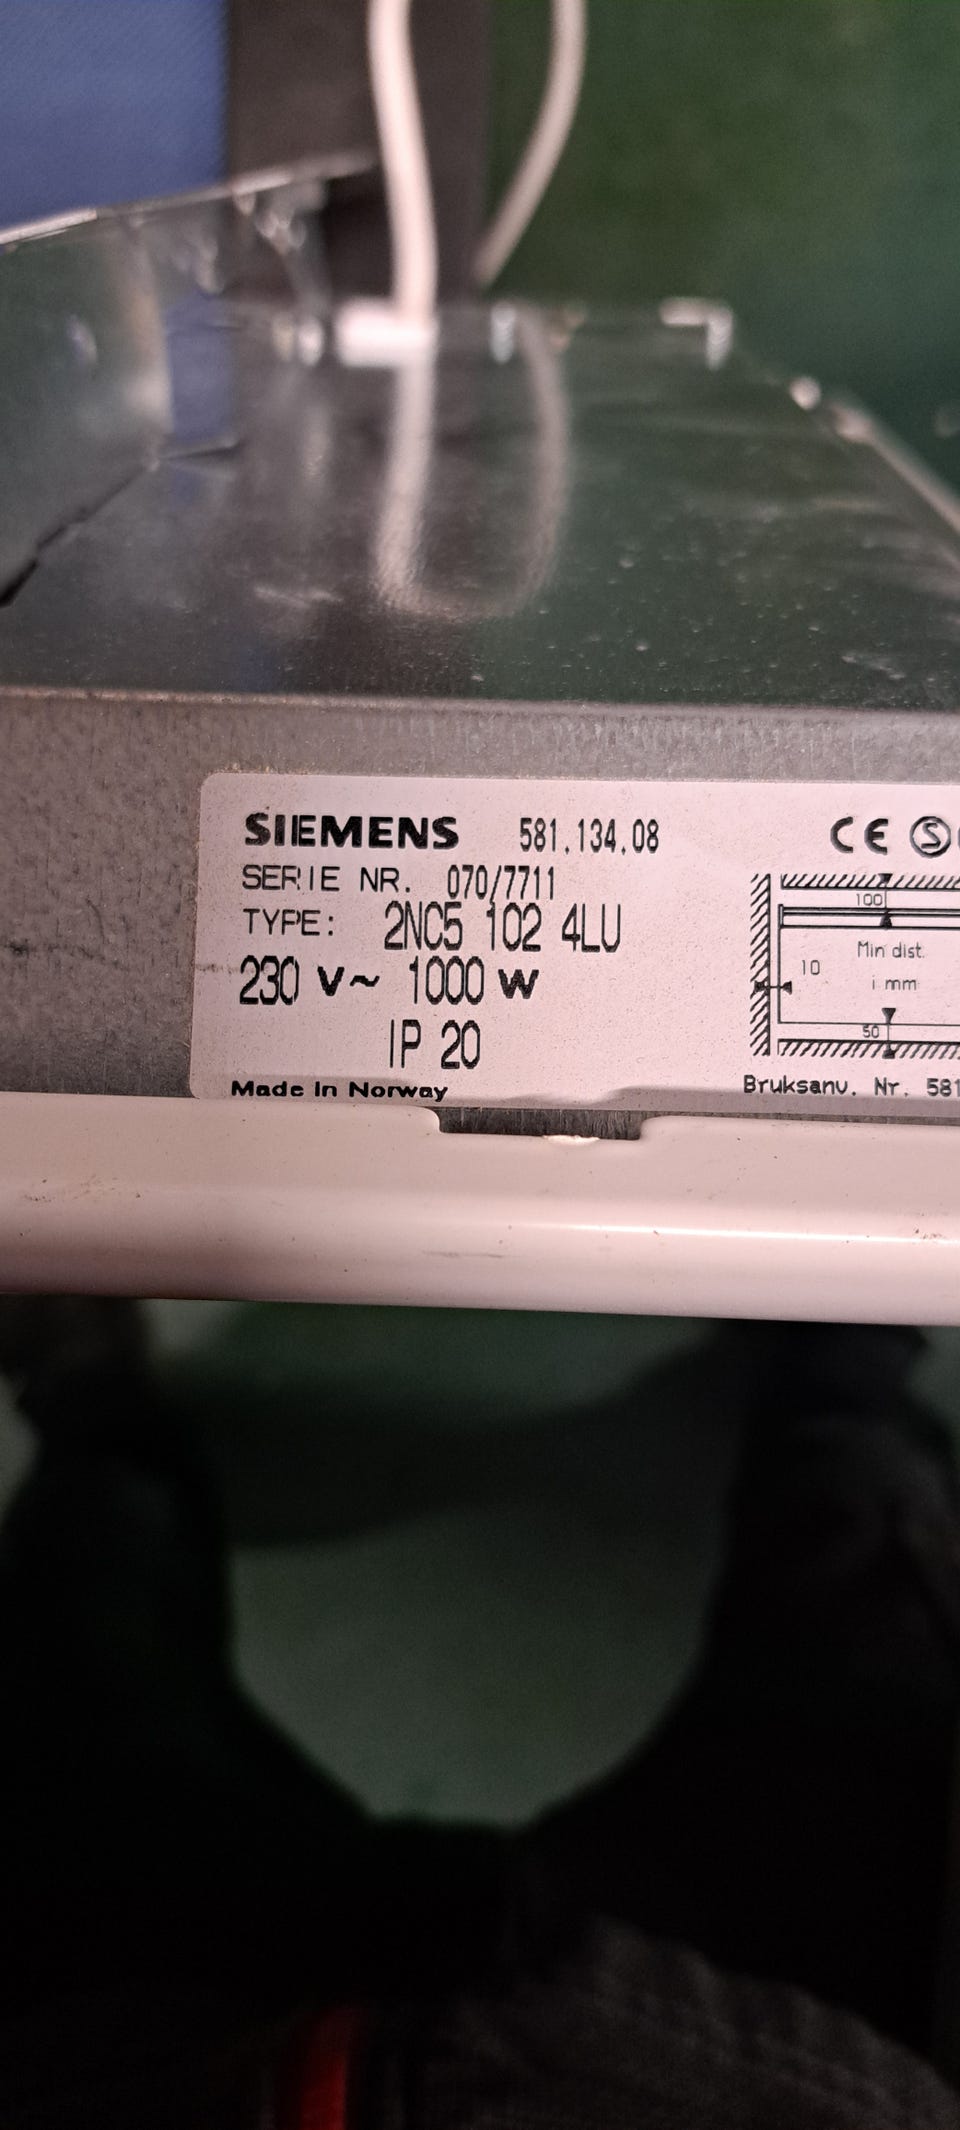 SIEMENS 581.134.08 CE S
SERIE NR. 070/7711
TYPE: 2NC5 102 4LU
230 V~ 1000 W
IP 20
Made in Norway
100
Min dist.
10
i mm
50
Bruksanv. Nr. 581